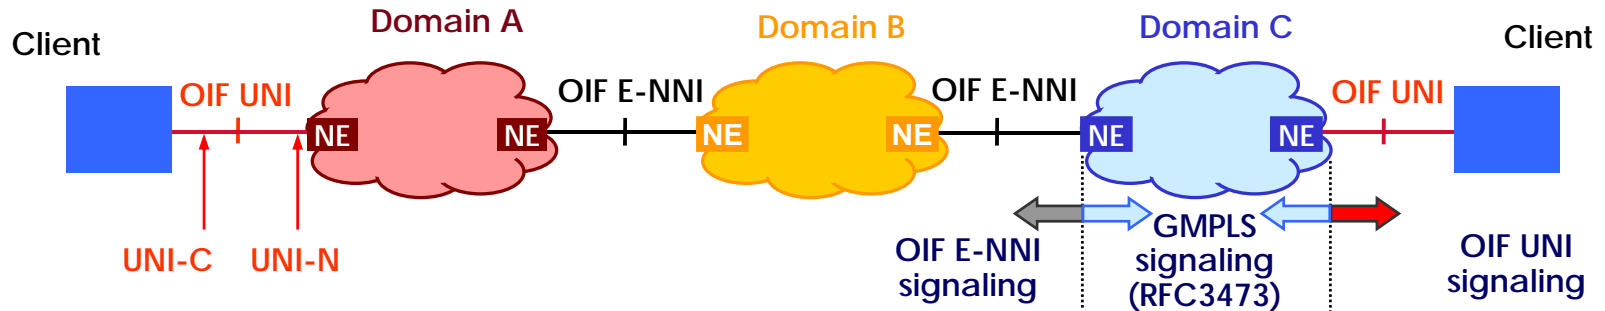 Domain A
Domain B
Domain C
Client
Client
OIF UNI
OIF E-NNI
OIF E-NNI
OIF UNI
NE
NE
NE
NE
NE
NE
UNI-C
UNI-N
OIF E-NNI
signaling
GMPLS
signaling
(RFC3473)
OIF UNI
signaling